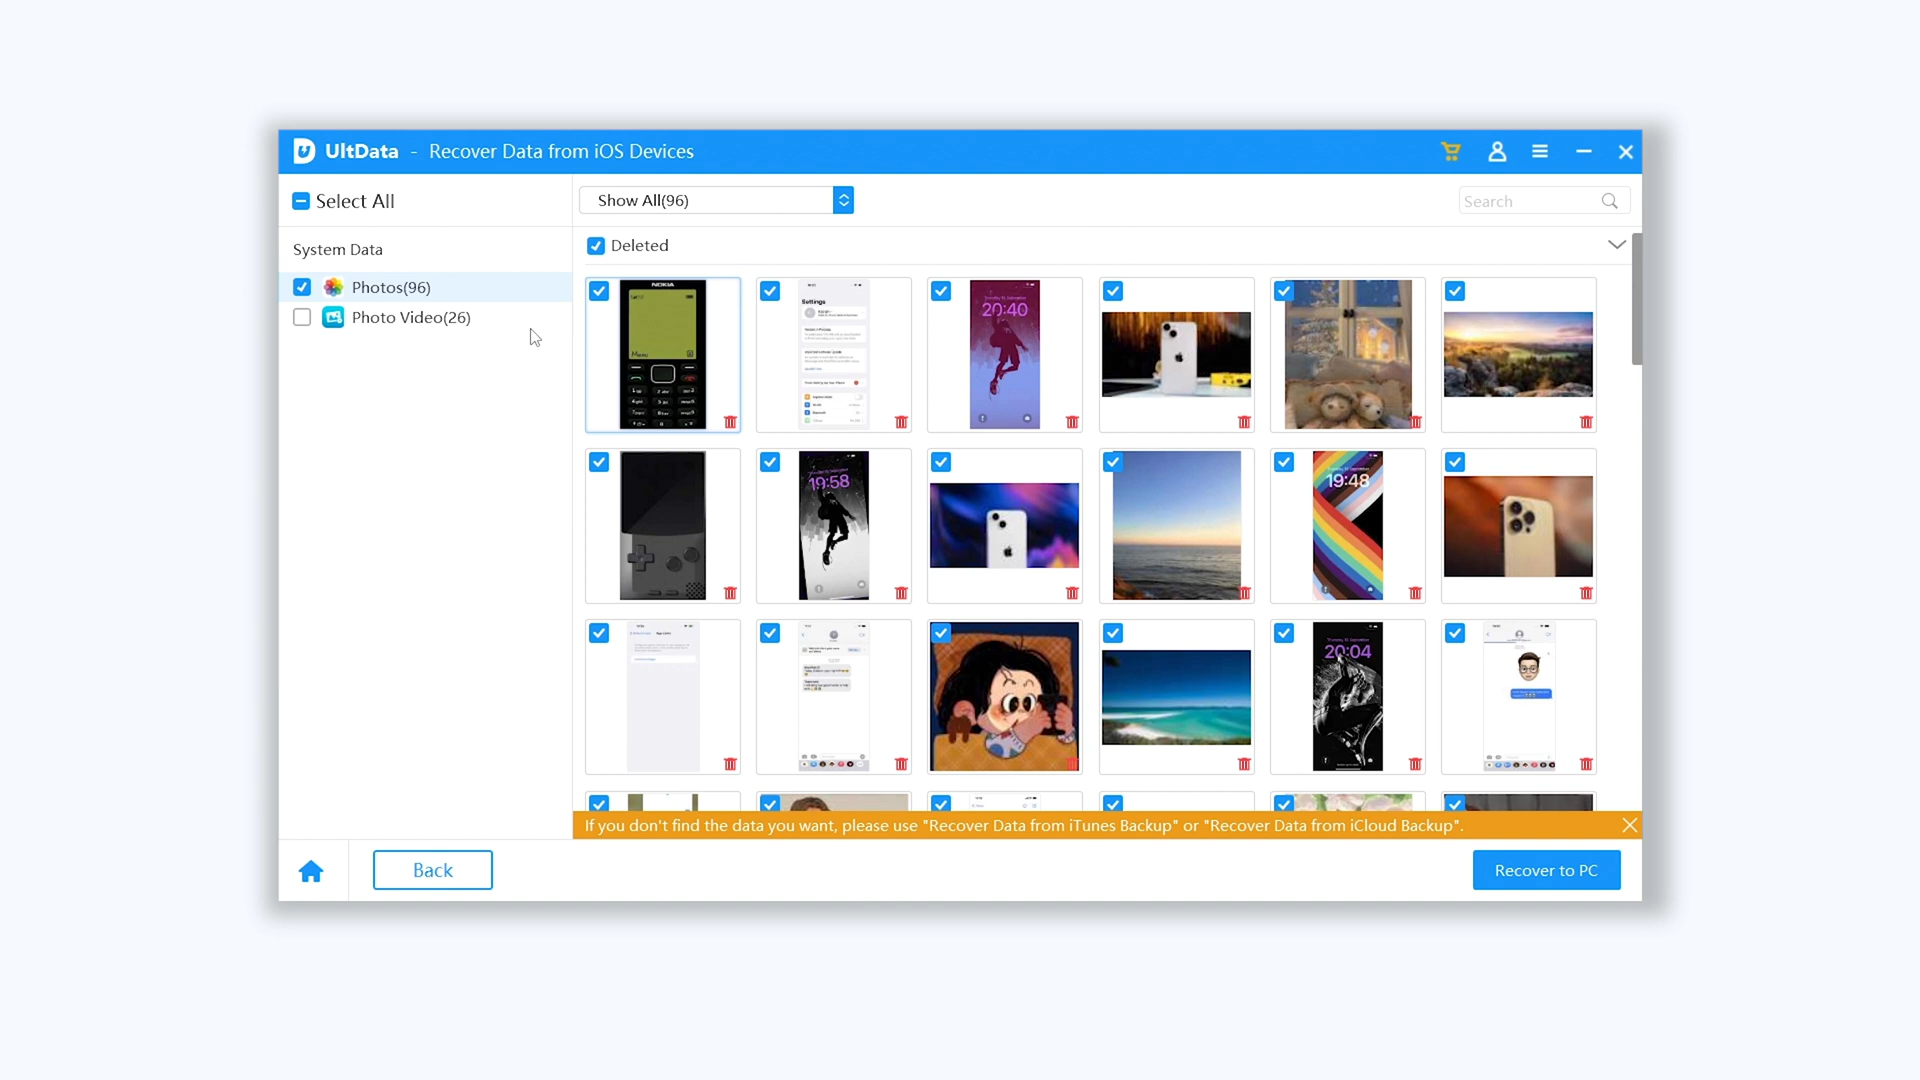 UltData - Recover Data from iOS Devices
Select All
Show All(96)
Search
System Data
Deleted
Photos(96)
Photo Video(26)
NOKIA
Menu
Settings
20:40
19:58
19:48
20:04
If you don't find the data you want, please use "Recover Data from iTunes Backup" or "Recover Data from iCloud Backup".
Back
Recover to PC